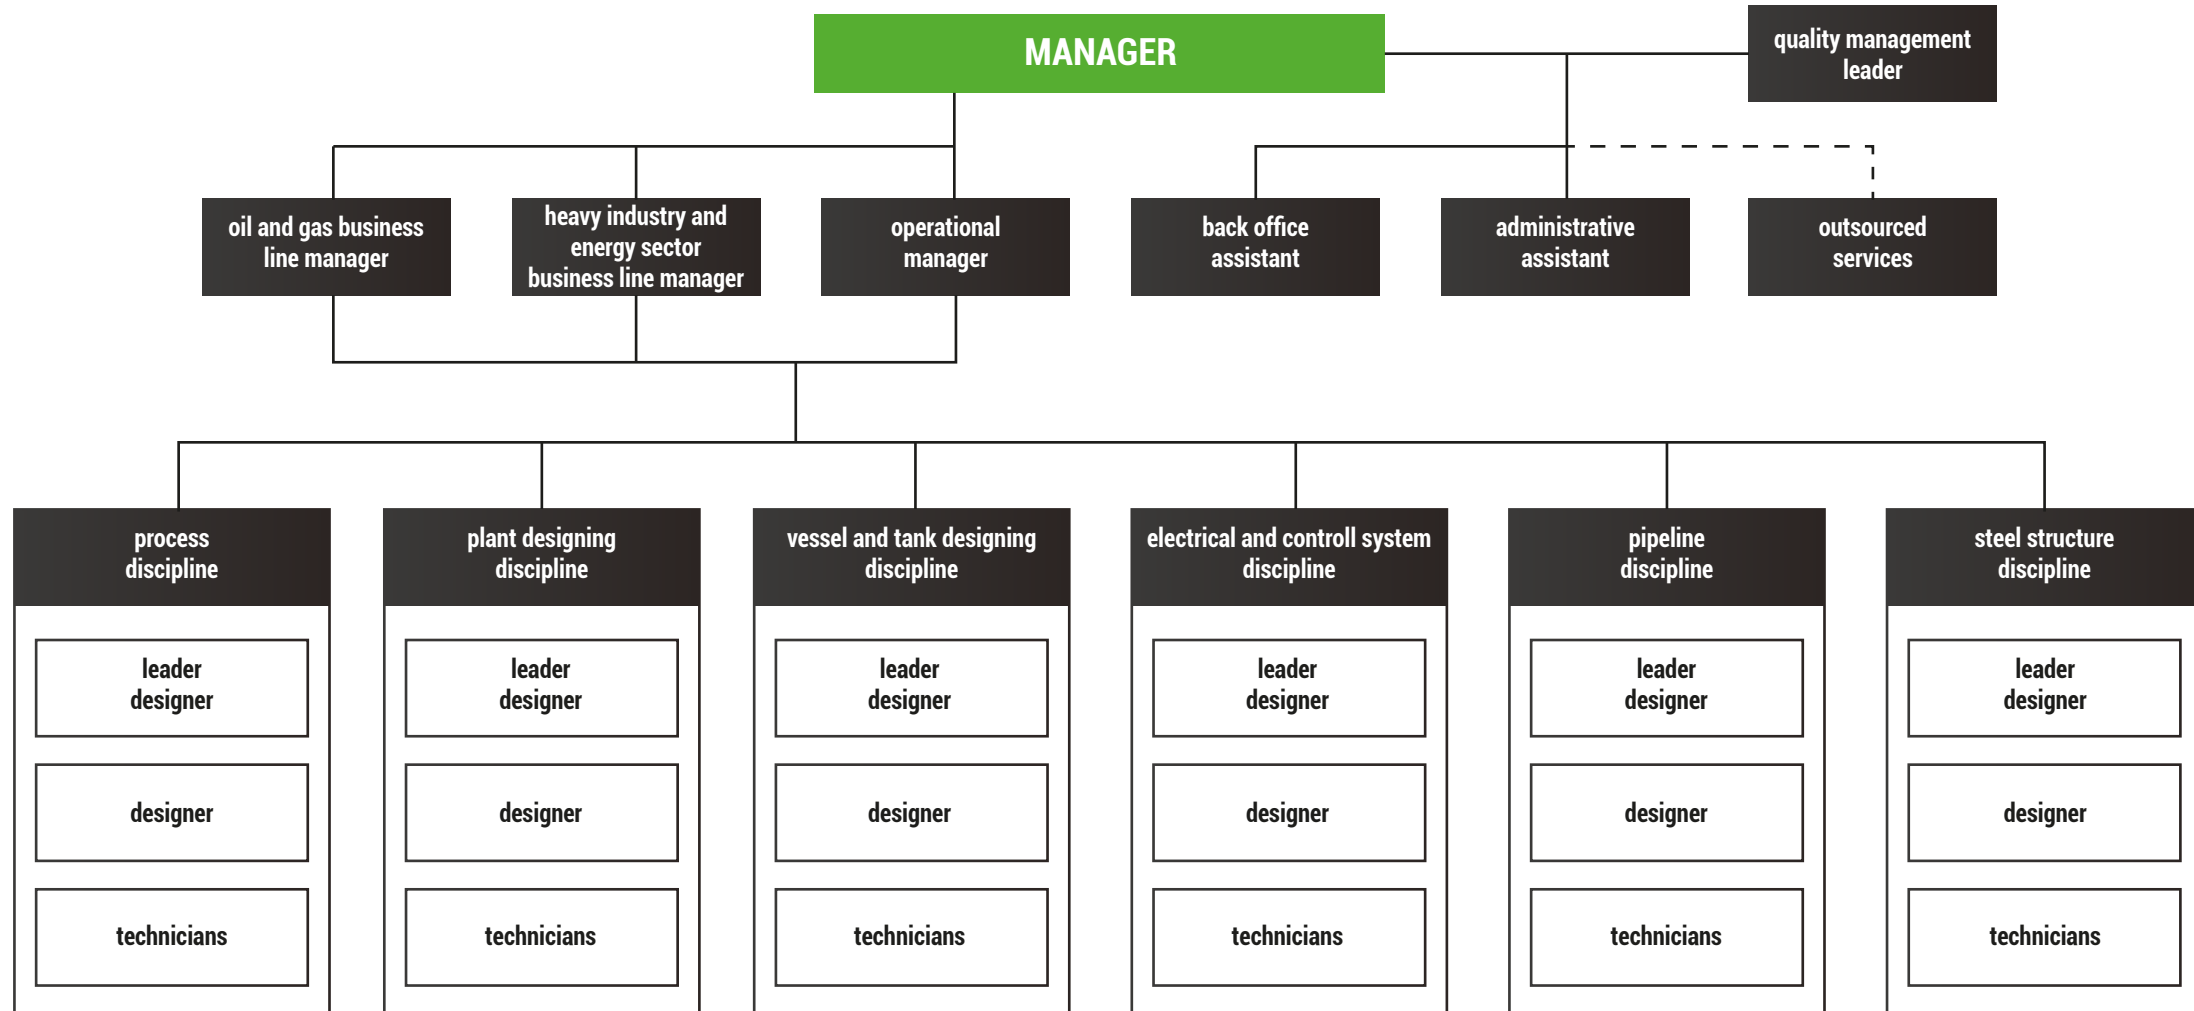 MANAGER
quality management
leader
oil and gas business
line manager
heavy industry and
energy sector
business line manager
operational
manager
back office
assistant
administrative
assistant
outsourced
services
process
discipline
plant designing
discipline
vessel and tank designing
discipline
electrical and controll system
discipline
pipeline
discipline
steel structure
discipline
leader
designer
leader
designer
leader
designer
leader
designer
leader
designer
leader
designer
designer
designer
designer
designer
designer
designer
technicians
technicians
technicians
technicians
technicians
technicians